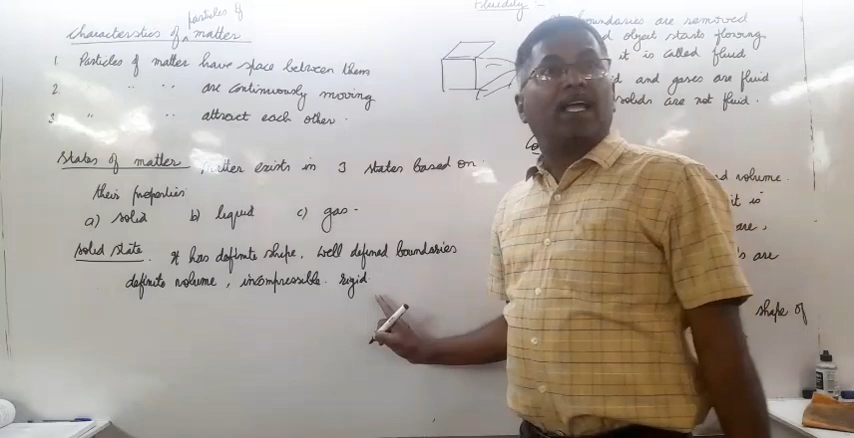 particles of
Characterstics of ^ matter
1 Particles of matter have space between them
2 " " are continuously moving
3 " " attract each other.
States of matter Matter exists in 3 states based on
their properties
a) solid b) liquid c) gas.
solid state. It has definite shape, well defined boundaries
definite volume, incompressible. rigid.
Fluidity:-
boundaries are removed
object starts flowing
it is called fluid
and gases are fluid
solids are not fluid.
volume.
it is
are,
are
shape of